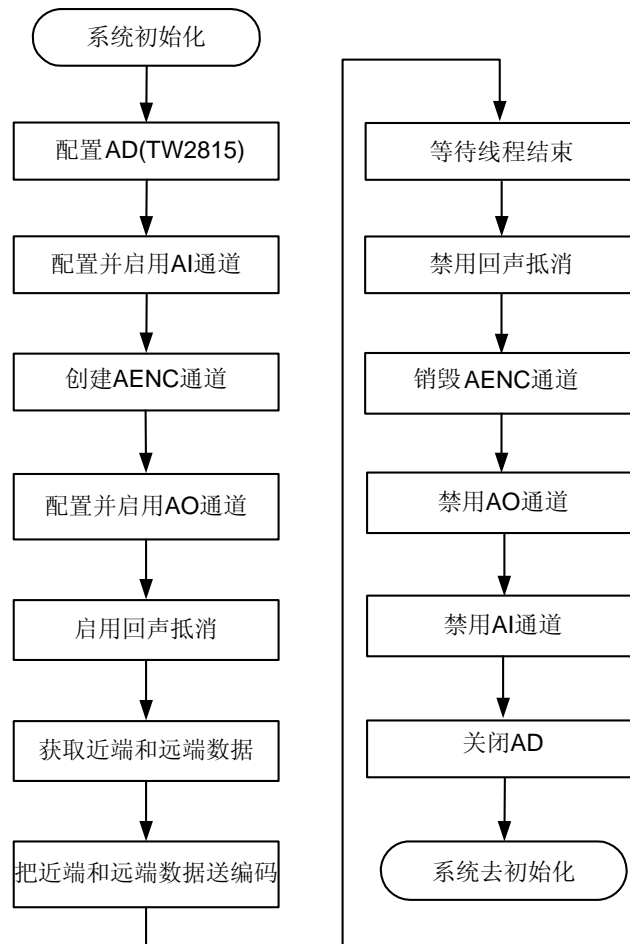 系统初始化
配置AD(TW2815)
配置并启用AI通道
创建AENC通道
配置并启用AO通道
启用回声抵消
获取近端和远端数据
把近端和远端数据送编码
等待线程结束
禁用回声抵消
销毁AENC通道
禁用AO通道
禁用AI通道
关闭AD
系统去初始化